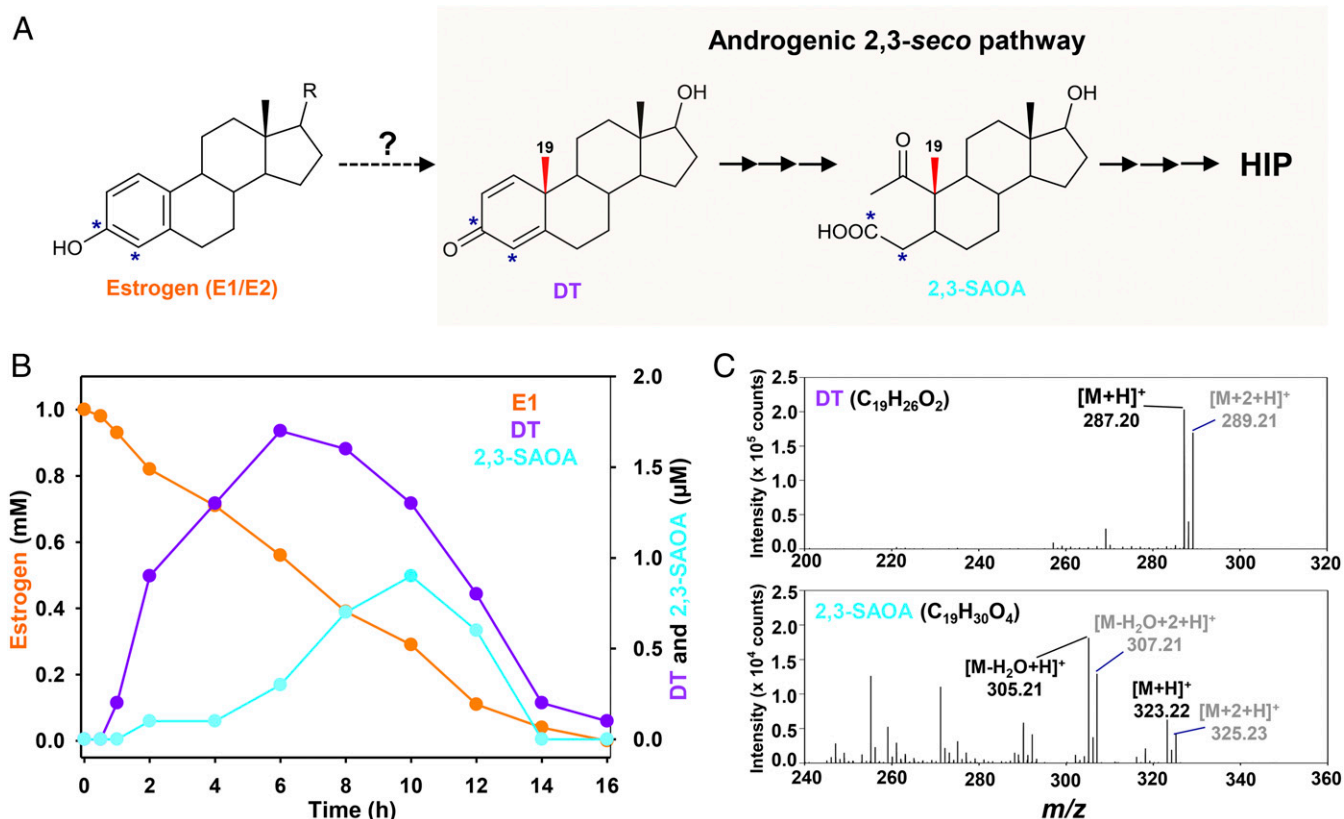 A
Androgenic 2,3-seco pathway
R
HO
*
*
Estrogen (E1/E2)
?
19
OH
O
*
*
DT
O
19
OH
HOOC
*
*
2,3-SAOA
HIP
B
Estrogen (mM)
1.0
0.8
0.6
0.4
0.2
0.0
E1
DT
2,3-SAOA
2.0
1.5
1.0
0.5
0.0
DT and 2,3-SAOA (µM)
0 2 4 6 8 10 12 14 16
Time (h)
C
Intensity (x 10⁵ counts)
2.5
2.0
1.5
1.0
0.5
0.0
DT (C₁₉H₂₆O₂)
[M+H]⁺
287.20
[M+2+H]⁺
289.21
200 220 240 260 280 300 320
Intensity (x 10⁴ counts)
2.5
2.0
1.5
1.0
0.5
0.0
2,3-SAOA (C₁₉H₃₀O₄)
[M-H₂O+H]⁺
305.21
[M-H₂O+2+H]⁺
307.21
[M+H]⁺
323.22
[M+2+H]⁺
325.23
240 260 280 300 320 340 360
m/z